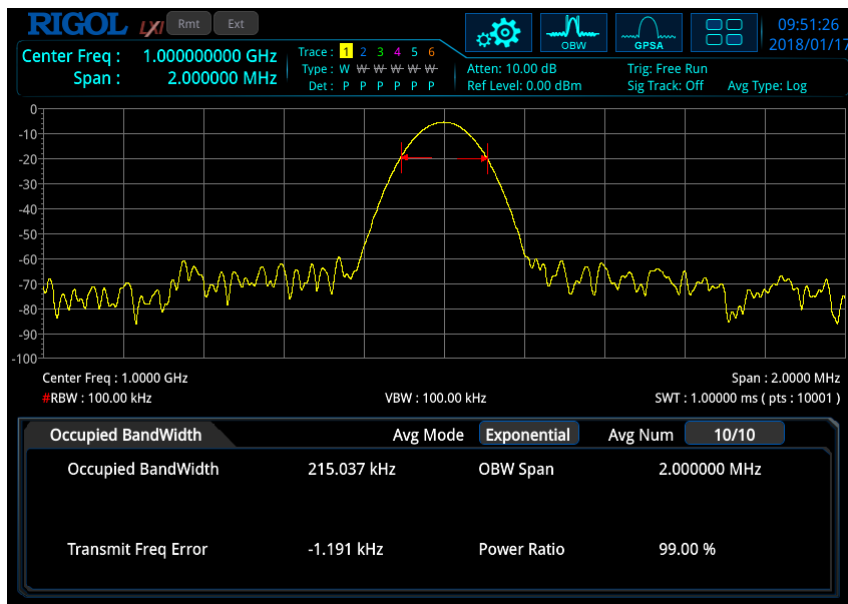 RIGOL LXI Rmt Ext OBW GPSA 09:51:26
2018/01/17
Center Freq : 1.000000000 GHz
Span : 2.000000 MHz
Trace : 1 2 3 4 5 6
Type : W W W W W W
Det : P P P P P P
Atten: 10.00 dB Trig: Free Run
Ref Level: 0.00 dBm Sig Track: Off Avg Type: Log
0
-10
-20
-30
-40
-50
-60
-70
-80
-90
-100
Center Freq : 1.0000 GHz Span : 2.0000 MHz
#RBW : 100.00 kHz VBW : 100.00 kHz SWT : 1.00000 ms ( pts : 10001 )
Occupied BandWidth Avg Mode Exponential Avg Num 10/10
Occupied BandWidth 215.037 kHz OBW Span 2.000000 MHz
Transmit Freq Error -1.191 kHz Power Ratio 99.00 %